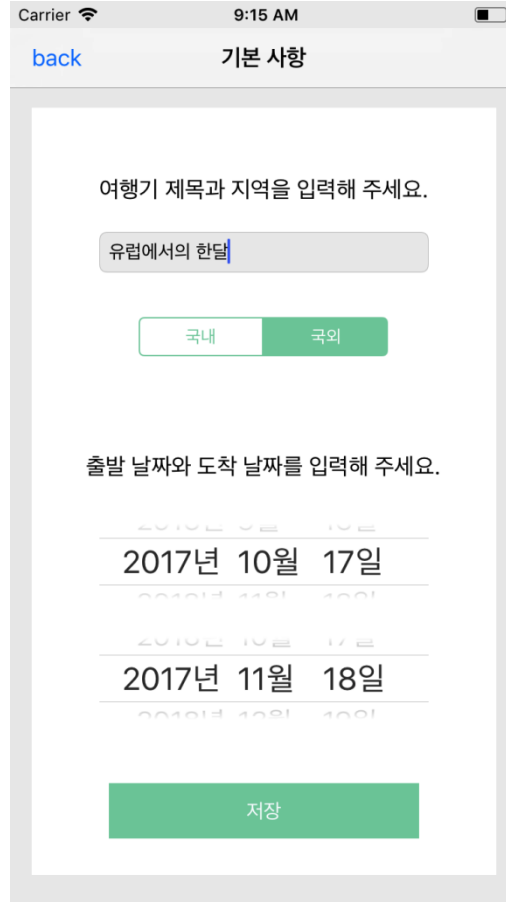 Carrier 9:15 AM
back 기본 사항
여행기 제목과 지역을 입력해 주세요.
유럽에서의 한달
국내 국외
출발 날짜와 도착 날짜를 입력해 주세요.
2017년 10월 17일
2017년 11월 18일
저장